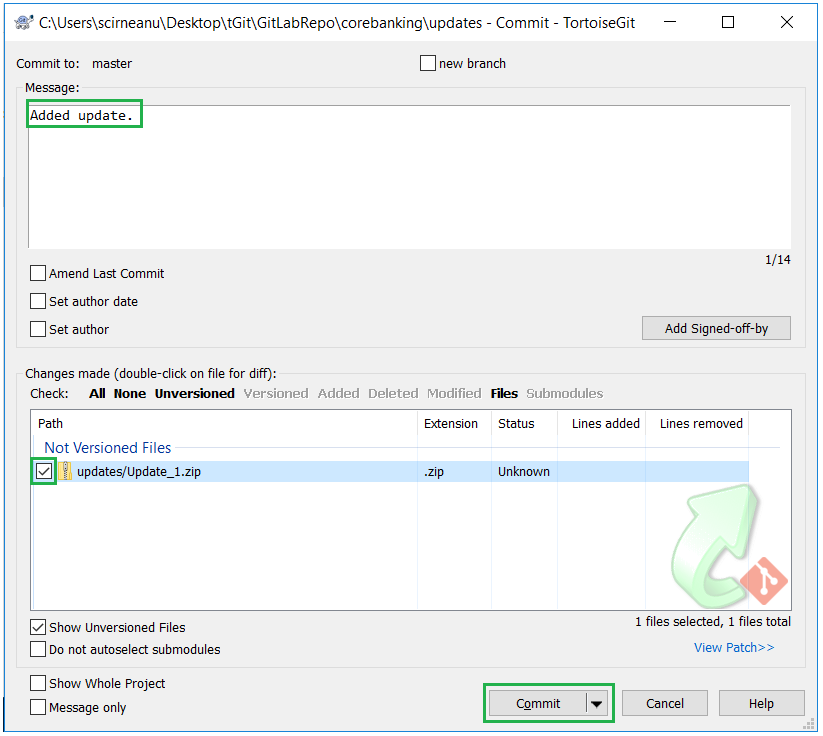 C:\Users\scirneanu\Desktop\tGit\GitLabRepo\corebanking\updates - Commit - TortoiseGit
Commit to: master
new branch
Message:
Added update.
1/14
Amend Last Commit
Set author date
Set author
Add Signed-off-by
Changes made (double-click on file for diff):
Check: All None Unversioned Versioned Added Deleted Modified Files Submodules
Path Extension Status Lines added Lines removed
Not Versioned Files
updates/Update_1.zip .zip Unknown
Show Unversioned Files
1 files selected, 1 files total
Do not autoselect submodules
View Patch>>
Show Whole Project
Message only
Commit Cancel Help